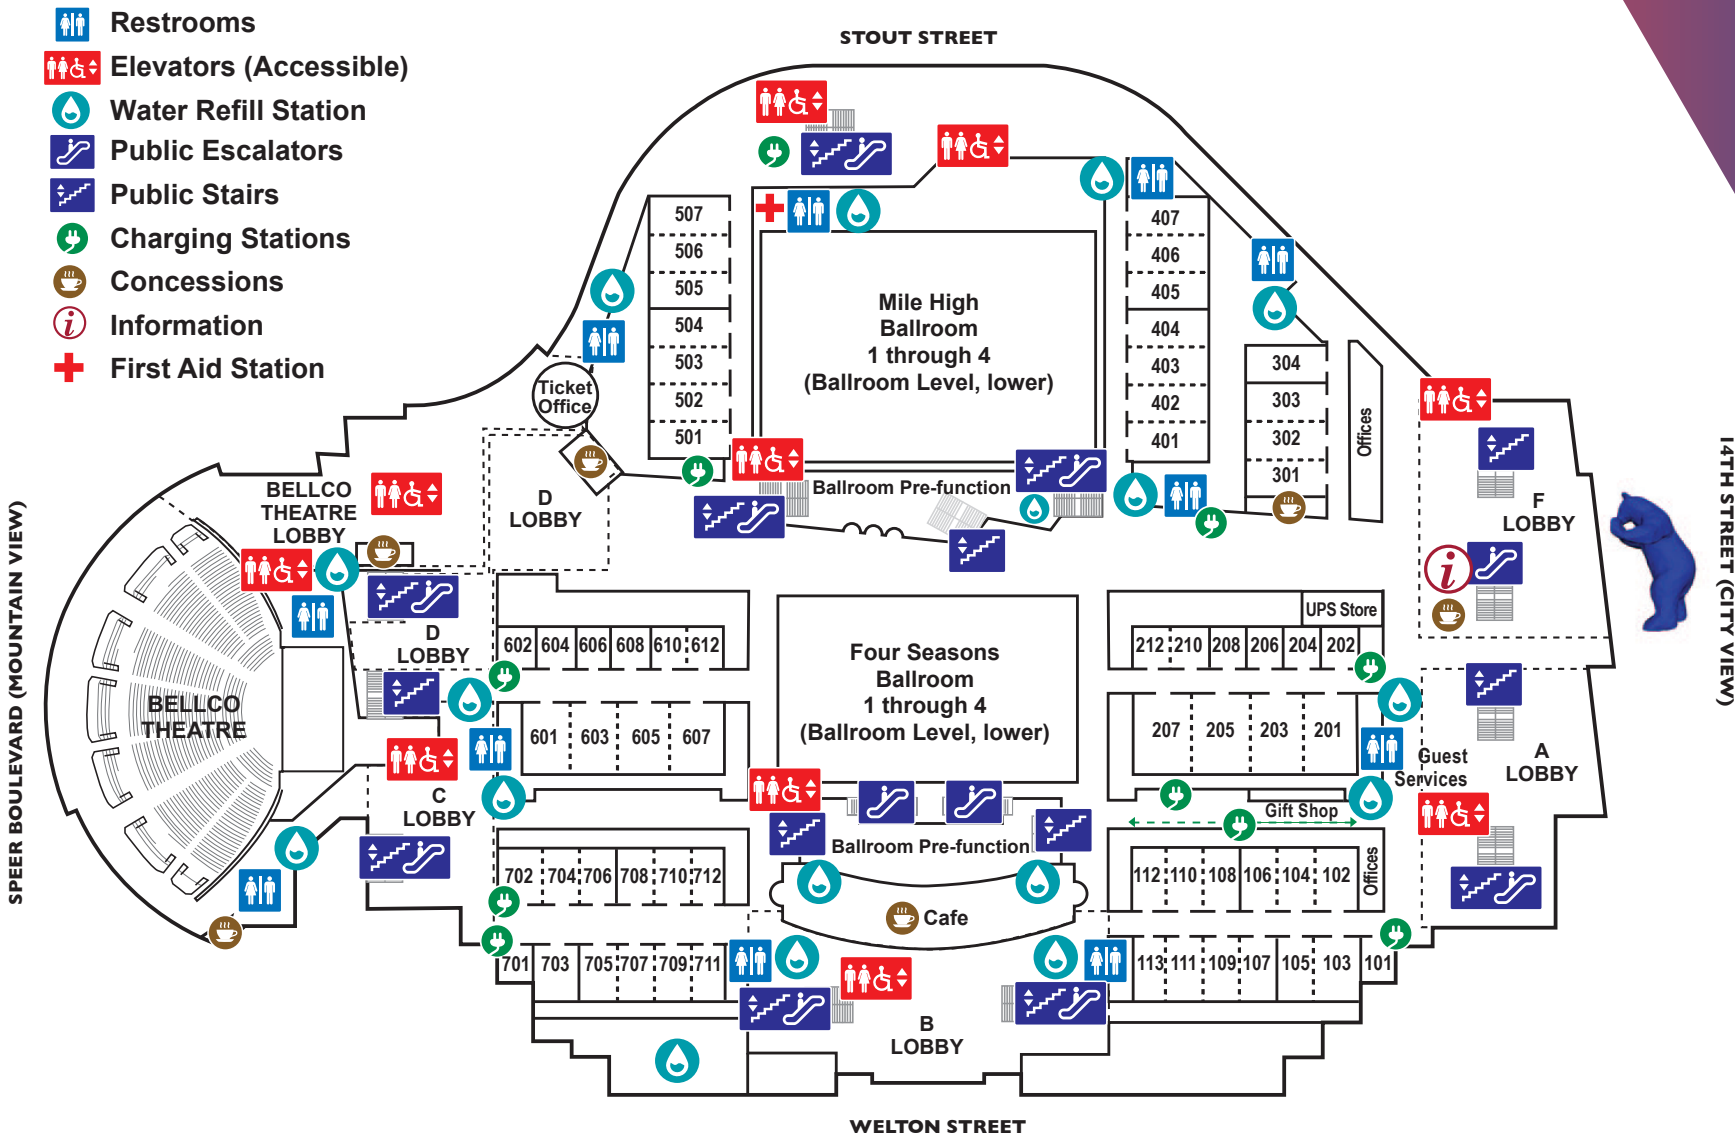 Restrooms
Elevators (Accessible)
Water Refill Station
Public Escalators
Public Stairs
Charging Stations
Concessions
i Information
First Aid Station
STOUT STREET
507
506
505
504
503
502
501
Mile High
Ballroom
1 through 4
(Ballroom Level, lower)
407
406
405
404
403
402
401
304
303
302
301
Offices
Ticket
Office
D
LOBBY
Ballroom Pre-function
BELLCO
THEATRE
LOBBY
F
LOBBY
i
14TH STREET (CITY VIEW)
SPEER BOULEVARD (MOUNTAIN VIEW)
D
LOBBY
BELLCO
THEATRE
602 604 606 608 610 612
601 603 605 607
Four Seasons
Ballroom
1 through 4
(Ballroom Level, lower)
UPS Store
212 210 208 206 204 202
207 205 203 201
Guest
Services
A
LOBBY
C
LOBBY
Gift Shop
Ballroom Pre-function
702 704 706 708 710 712
112 110 108 106 104 102
Offices
Cafe
701 703 705 707 709 711
113 111 109 107 105 103 101
B
LOBBY
WELTON STREET